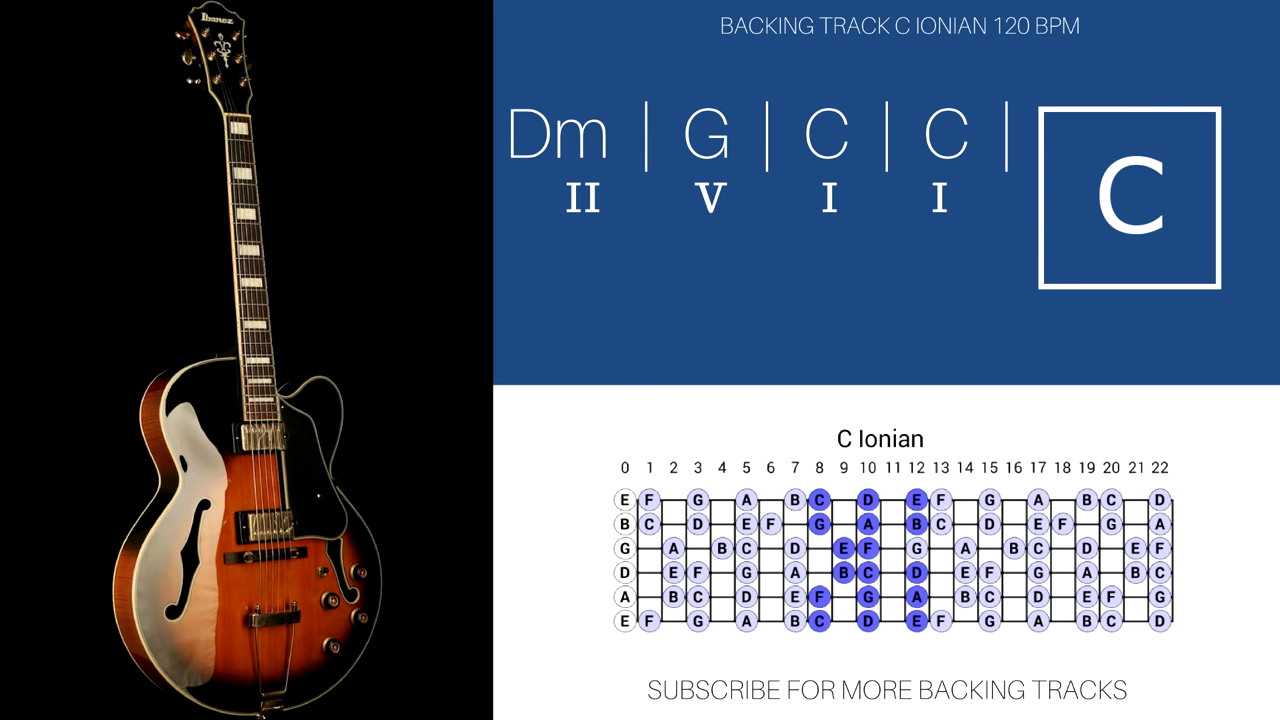 Ibanez
BACKING TRACK C IONIAN 120 BPM
Dm | G | C | C |
II V I I
C
C Ionian
0 1 2 3 4 5 6 7 8 9 10 11 12 13 14 15 16 17 18 19 20 21 22
E F G A B C D E F G A B C D
B C D E F G A B C D E F G A
G A B C D E F G A B C D E F
D E F G A B C D E F G A B C
A B C D E F G A B C D E F G
E F G A B C D E F G A B C D
SUBSCRIBE FOR MORE BACKING TRACKS